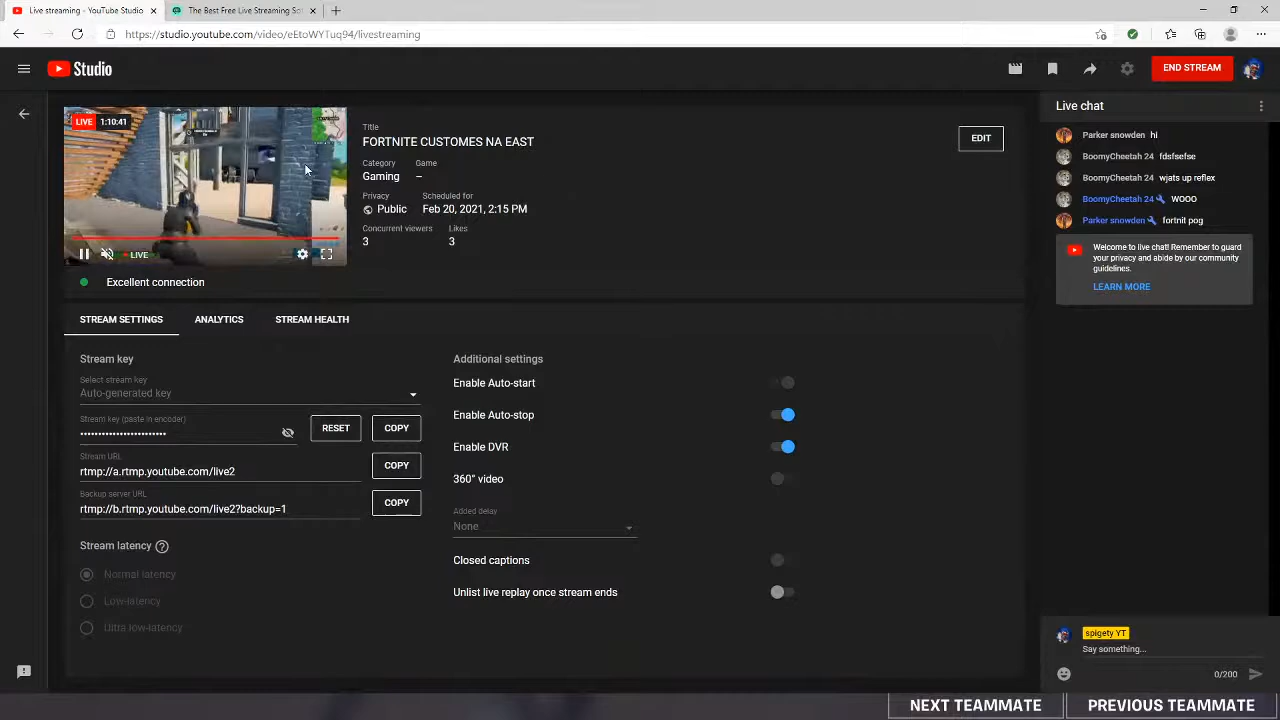 Live streaming - YouTube Studio
The Best Free Live Streaming Sof
https://studio.youtube.com/video/eEtoWYTuq94/livestreaming
Studio
END STREAM
LIVE 1:10:41
LIVE
Title
FORTNITE CUSTOMES NA EAST
EDIT
Category Game
Gaming –
Privacy Scheduled for
Public Feb 20, 2021, 2:15 PM
Concurrent viewers Likes
3 3
Excellent connection
STREAM SETTINGS ANALYTICS STREAM HEALTH
Stream key
Select stream key
Auto-generated key
Stream key (paste in encoder)
························
RESET COPY
Stream URL
rtmp://a.rtmp.youtube.com/live2
COPY
Backup server URL
rtmp://b.rtmp.youtube.com/live2?backup=1
COPY
Stream latency
Normal latency
Low-latency
Ultra low-latency
Additional settings
Enable Auto-start
Enable Auto-stop
Enable DVR
360° video
Added delay
None
Closed captions
Unlist live replay once stream ends
Live chat
Parker snowden hi
BoomyCheetah 24 fdsfsefse
BoomyCheetah 24 wjats up reflex
BoomyCheetah 24 WOOO
Parker snowden fortnit pog
Welcome to live chat! Remember to guard
your privacy and abide by our community
guidelines.
LEARN MORE
spigety YT
Say something...
0/200
NEXT TEAMMATE PREVIOUS TEAMMATE